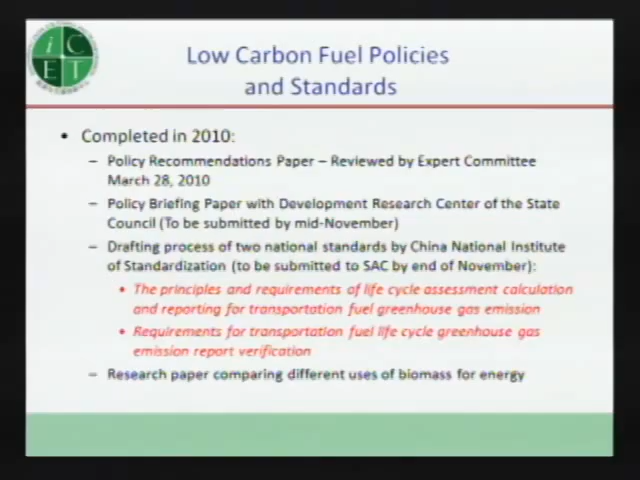 iC
ET
Low Carbon Fuel Policies
and Standards
• Completed in 2010:
– Policy Recommendations Paper – Reviewed by Expert Committee
March 28, 2010
– Policy Briefing Paper with Development Research Center of the State
Council (To be submitted by mid-November)
– Drafting process of two national standards by China National Institute
of Standardization (to be submitted to SAC by end of November):
• The principles and requirements of life cycle assessment calculation
and reporting for transportation fuel greenhouse gas emission
• Requirements for transportation fuel life cycle greenhouse gas
emission report verification
– Research paper comparing different uses of biomass for energy